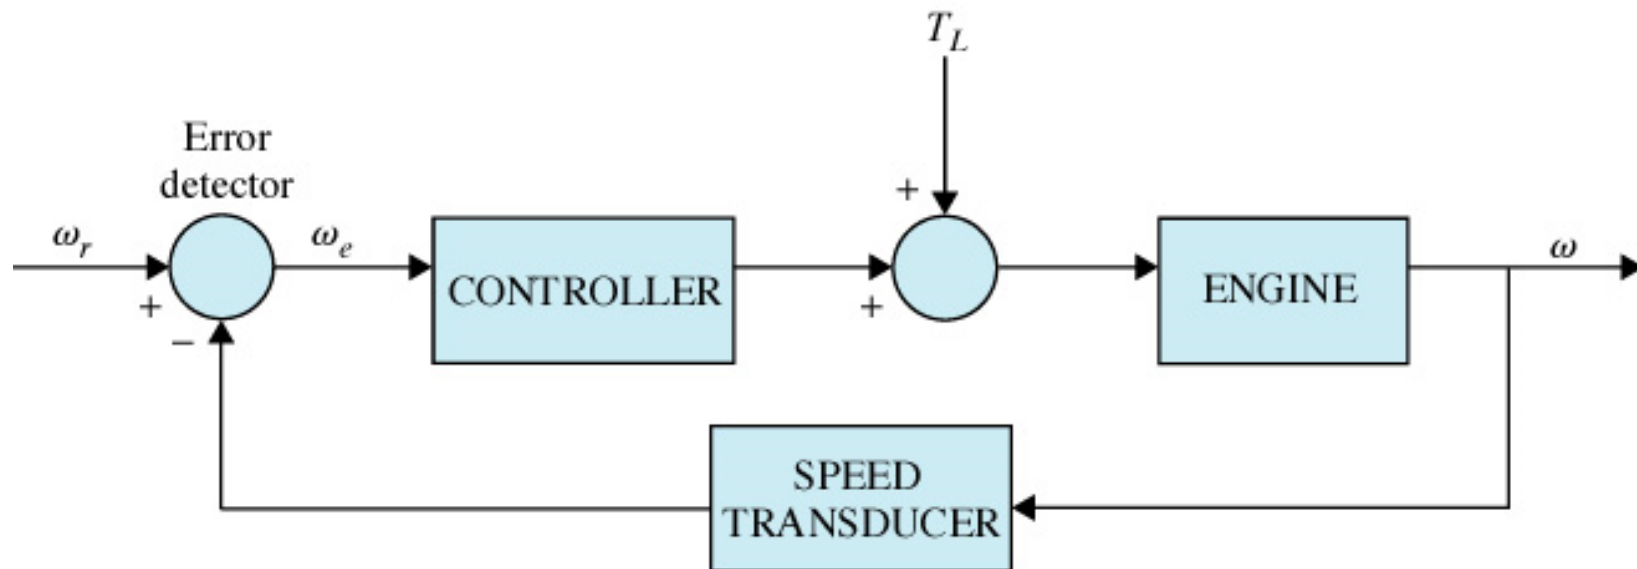 T_L
Error
detector
ω_r
ω_e
ω
+
+
+
−
CONTROLLER
ENGINE
SPEED
TRANSDUCER